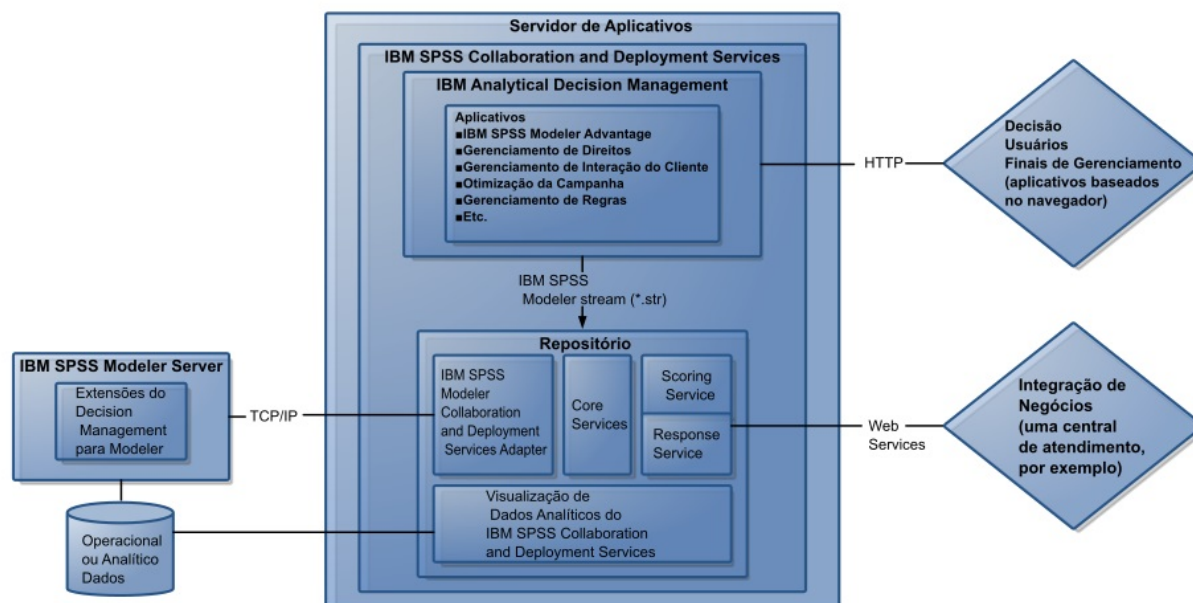 Servidor de Aplicativos
IBM SPSS Collaboration and Deployment Services
IBM Analytical Decision Management
Aplicativos
■IBM SPSS Modeler Advantage
■Gerenciamento de Direitos
■Gerenciamento de Interação do Cliente
■Otimização da Campanha
■Gerenciamento de Regras
■Etc.
HTTP
Decisão
Usuários
Finais de Gerenciamento
(aplicativos baseados
no navegador)
IBM SPSS
Modeler stream (*.str)
Repositório
IBM SPSS
Modeler
Collaboration
and Deployment
Services Adapter
Core
Services
Scoring
Service
Response
Service
Visualização de
Dados Analíticos do
IBM SPSS Collaboration
and Deployment Services
IBM SPSS Modeler Server
Extensões do
Decision
Management
para Modeler
TCP/IP
Operacional
ou Analítico
Dados
Web
Services
Integração de
Negócios
(uma central
de atendimento,
por exemplo)